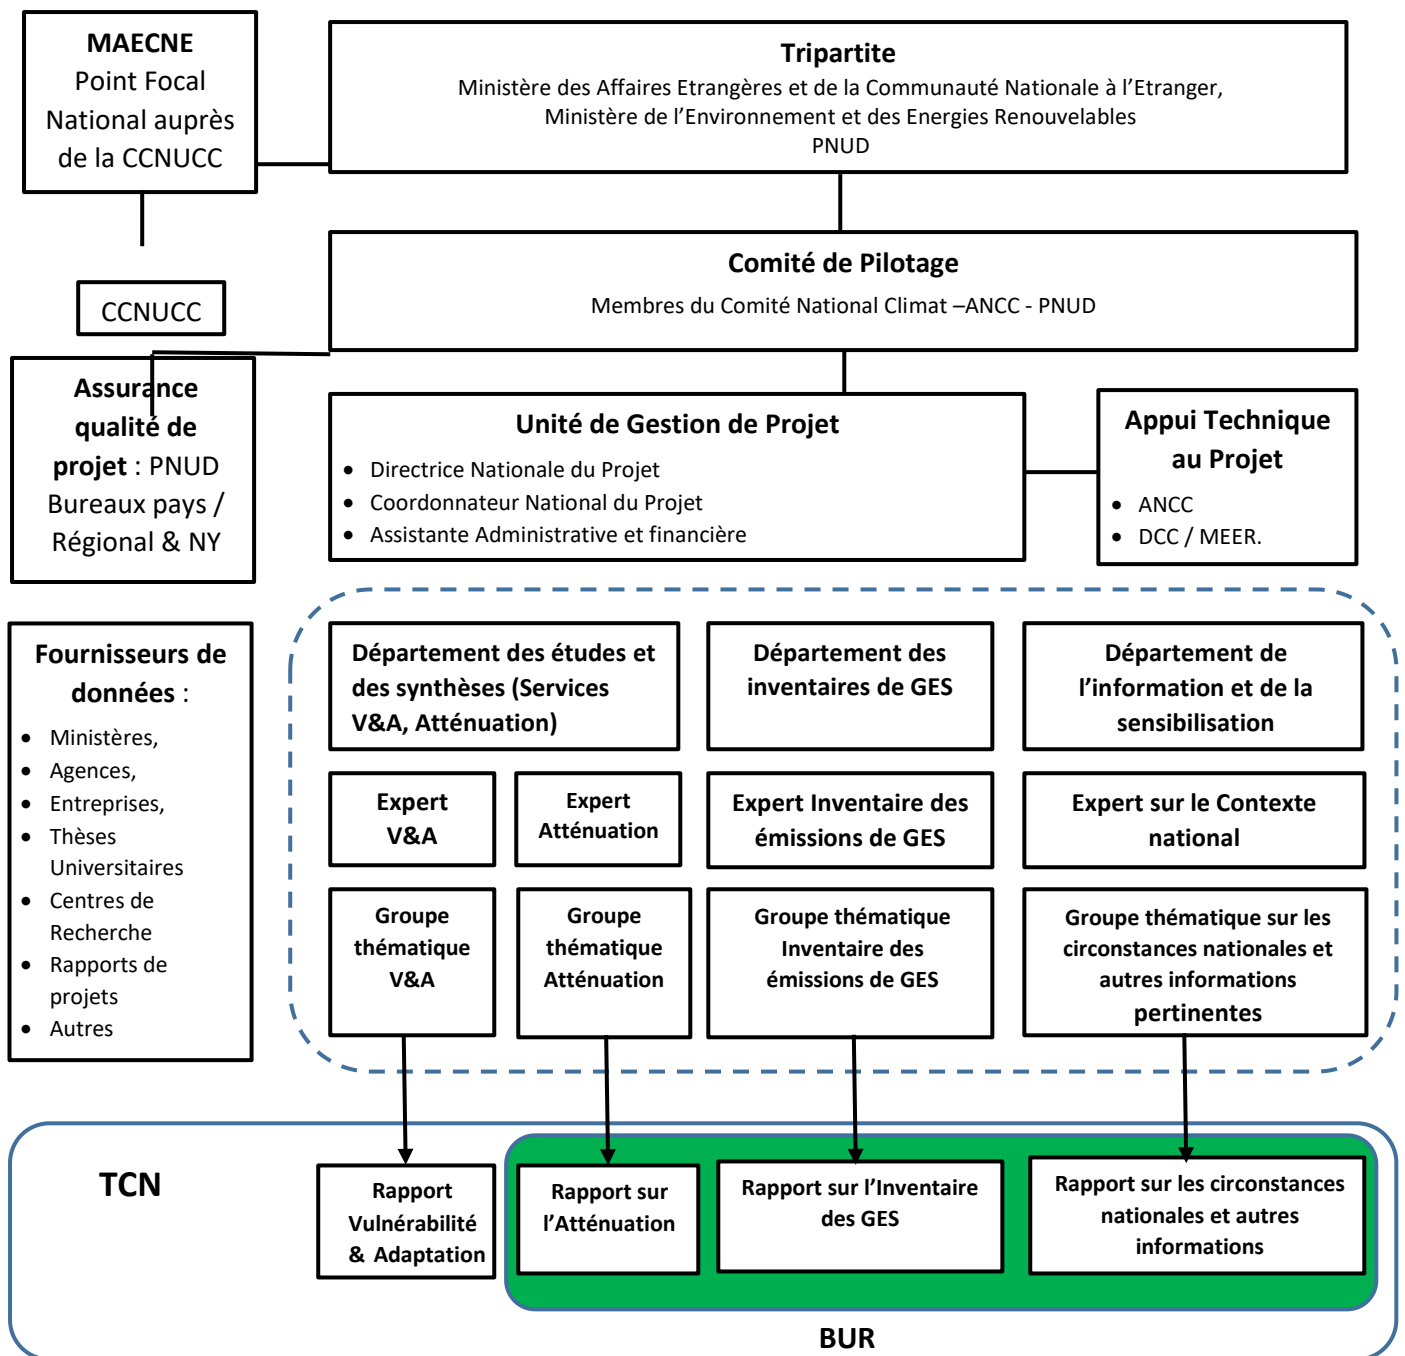 MAECNE
Point Focal
National auprès
de la CCNUCC
Tripartite
Ministère des Affaires Etrangères et de la Communauté Nationale à l’Etranger,
Ministère de l’Environnement et des Energies Renouvelables
PNUD
CCNUCC
Comité de Pilotage
Membres du Comité National Climat –ANCC - PNUD
Assurance
qualité de
projet : PNUD
Bureaux pays /
Régional & NY
Unité de Gestion de Projet
• Directrice Nationale du Projet
• Coordonnateur National du Projet
• Assistante Administrative et financière
Appui Technique
au Projet
• ANCC
• DCC / MEER.
Fournisseurs de
données :
• Ministères,
• Agences,
• Entreprises,
• Thèses
Universitaires
• Centres de
Recherche
• Rapports de
projets
• Autres
Département des études et
des synthèses (Services
V&A, Atténuation)
Département des
inventaires de GES
Département de
l’information et de la
sensibilisation
Expert
V&A
Expert
Atténuation
Expert Inventaire des
émissions de GES
Expert sur le Contexte
national
Groupe
thématique
V&A
Groupe
thématique
Atténuation
Groupe thématique
Inventaire des
émissions de GES
Groupe thématique sur les
circonstances nationales et
autres informations
pertinentes
TCN
Rapport
Vulnérabilité
& Adaptation
Rapport sur
l’Atténuation
Rapport sur l’Inventaire
des GES
Rapport sur les circonstances
nationales et autres
informations
BUR